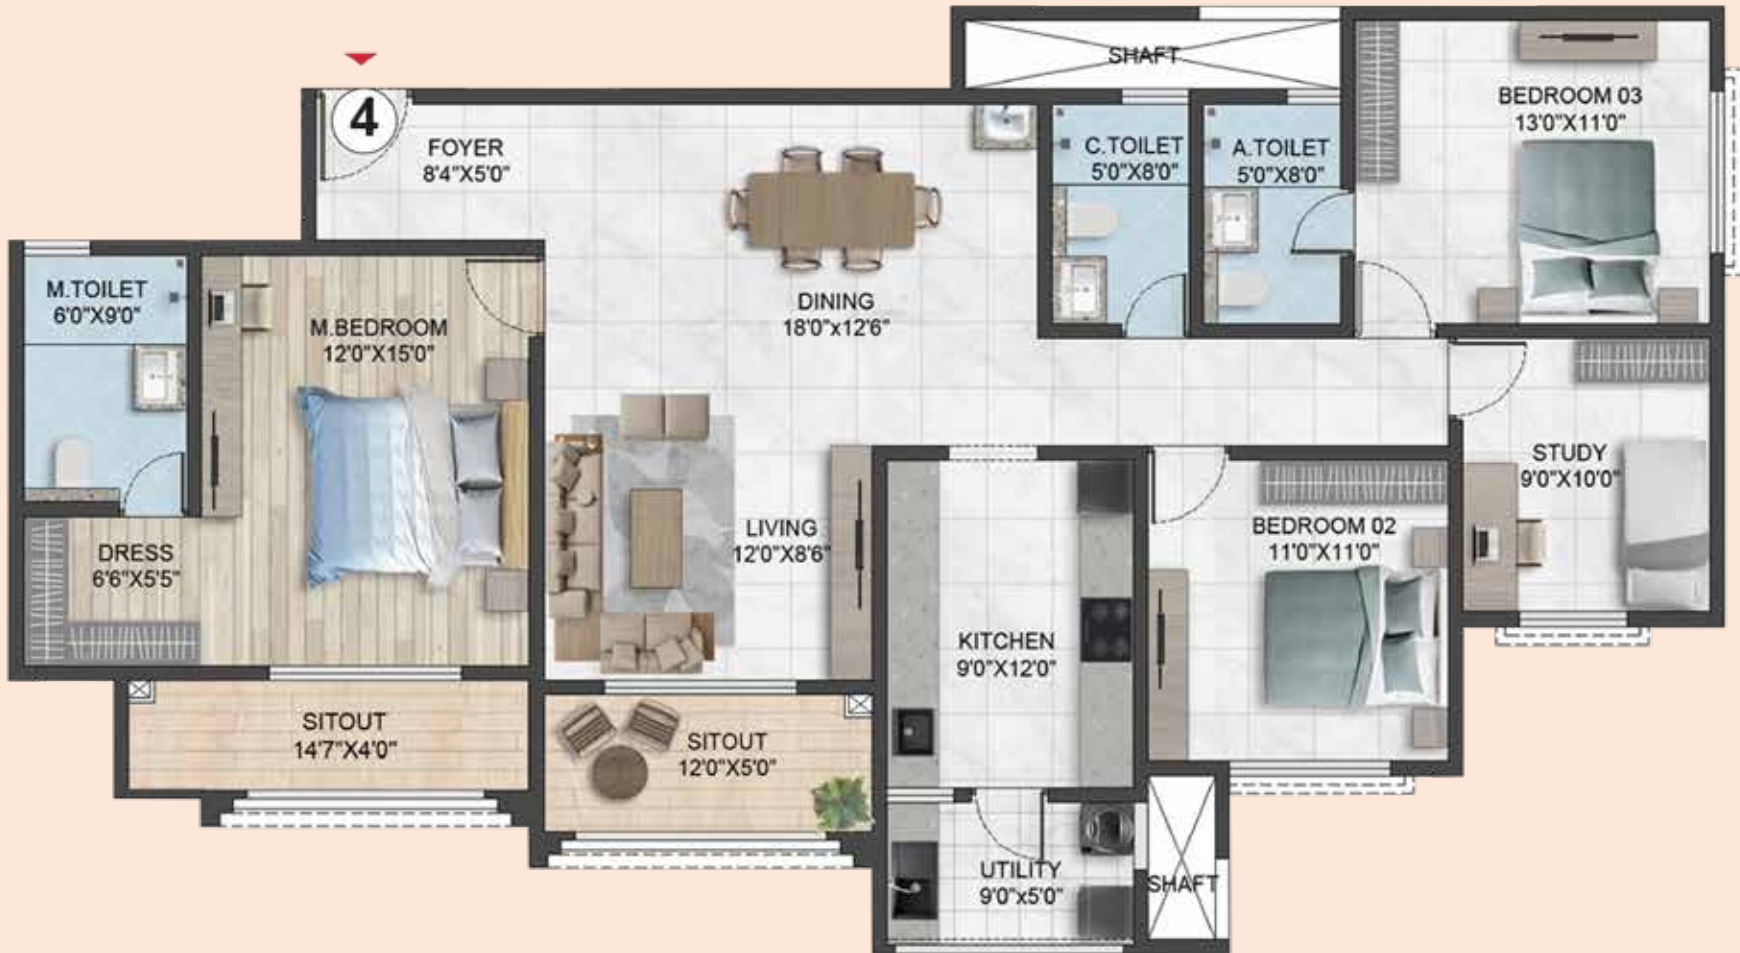 4
FOYER
8'4"X5'0"
SHAFT
C.TOILET
5'0"X8'0"
A.TOILET
5'0"X8'0"
BEDROOM 03
13'0"X11'0"
M.TOILET
6'0"X9'0"
M.BEDROOM
12'0"X15'0"
DINING
18'0"x12'6"
DRESS
6'6"X5'5"
LIVING
12'0"X8'6"
STUDY
9'0"X10'0"
BEDROOM 02
11'0"X11'0"
KITCHEN
9'0"X12'0"
SITOUT
14'7"X4'0"
SITOUT
12'0"X5'0"
UTILITY
9'0"x5'0"
SHAFT